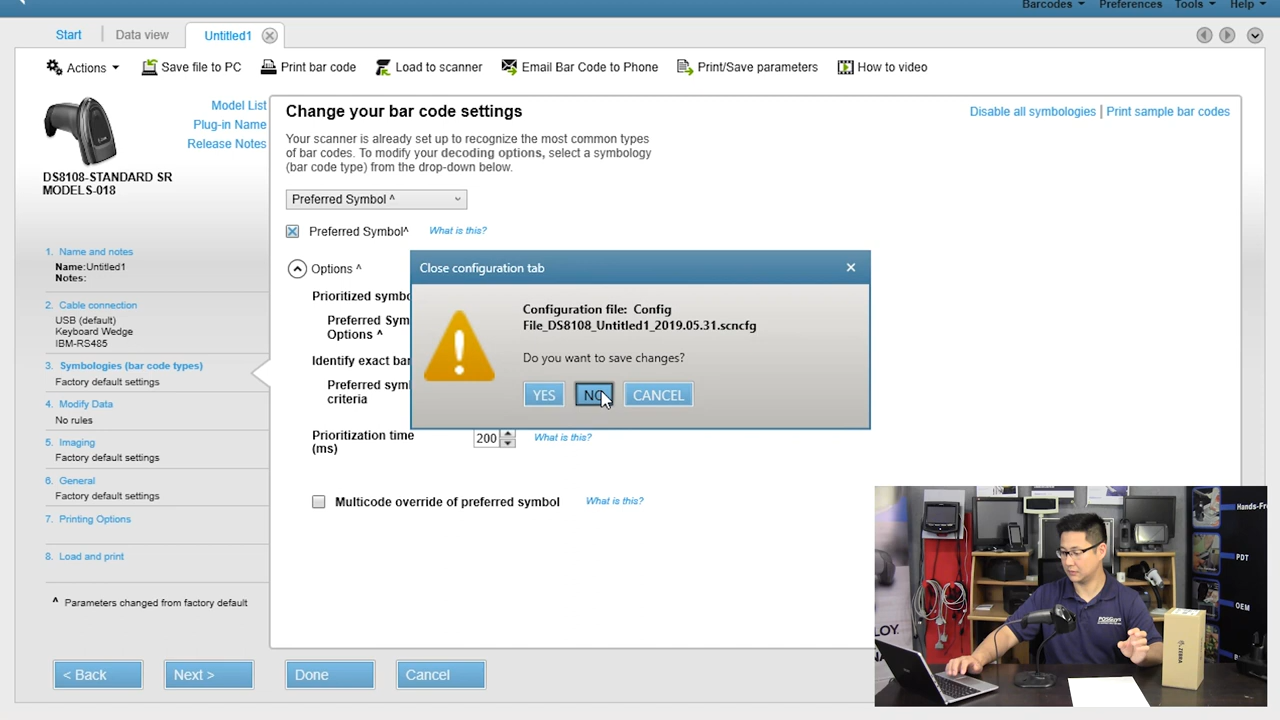 Barcodes Preferences Tools Help
Start Data view Untitled1
Actions Save file to PC Print bar code Load to scanner Email Bar Code to Phone Print/Save parameters How to video
Model List
Plug-in Name
Release Notes
DS8108-STANDARD SR
MODELS-018
1. Name and notes
Name:Untitled1
Notes:
2. Cable connection
USB (default)
Keyboard Wedge
IBM-RS485
3. Symbologies (bar code types)
Factory default settings
4. Modify Data
No rules
5. Imaging
Factory default settings
6. General
Factory default settings
7. Printing Options
8. Load and print
^ Parameters changed from factory default
Change your bar code settings
Disable all symbologies | Print sample bar codes
Your scanner is already set up to recognize the most common types
of bar codes. To modify your decoding options, select a symbology
(bar code type) from the drop-down below.
Preferred Symbol ^
Preferred Symbol^ What is this?
Options ^
Prioritized symbo
Preferred Sym
Options ^
Identify exact bar
Preferred sym
criteria
Prioritization time
(ms)
200
What is this?
Multicode override of preferred symbol What is this?
Close configuration tab
Configuration file: Config
File_DS8108_Untitled1_2019.05.31.scncfg
Do you want to save changes?
YES NO CANCEL
< Back Next > Done Cancel
Hands-Fre
PDT
OEM
POSGuys
ZEBRA
LOY.
NA